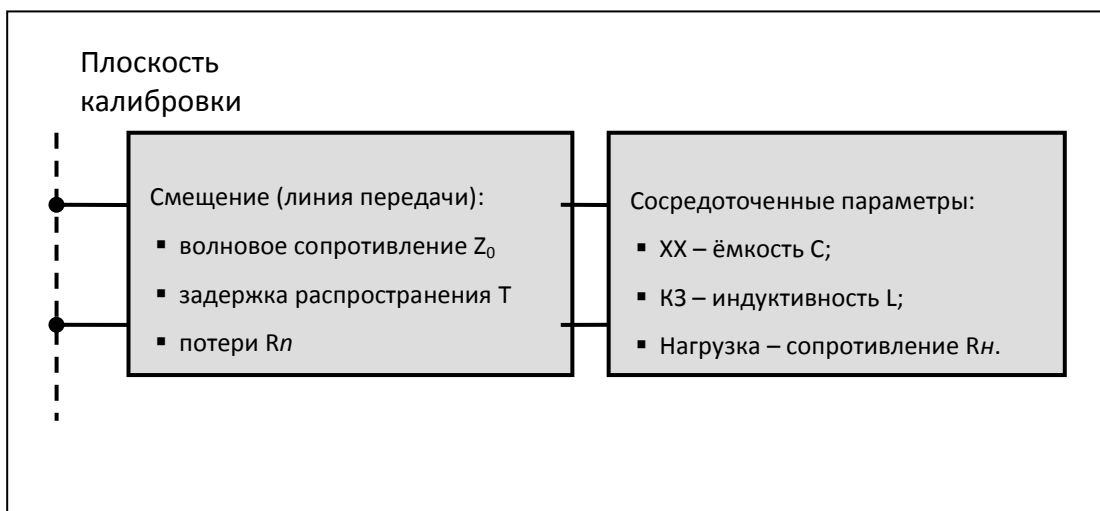 Плоскость
калибровки
Смещение (линия передачи):
▪ волновое сопротивление Z₀
▪ задержка распространения T
▪ потери Rп
Сосредоточенные параметры:
▪ ХХ – ёмкость С;
▪ КЗ – индуктивность L;
▪ Нагрузка – сопротивление Rн.